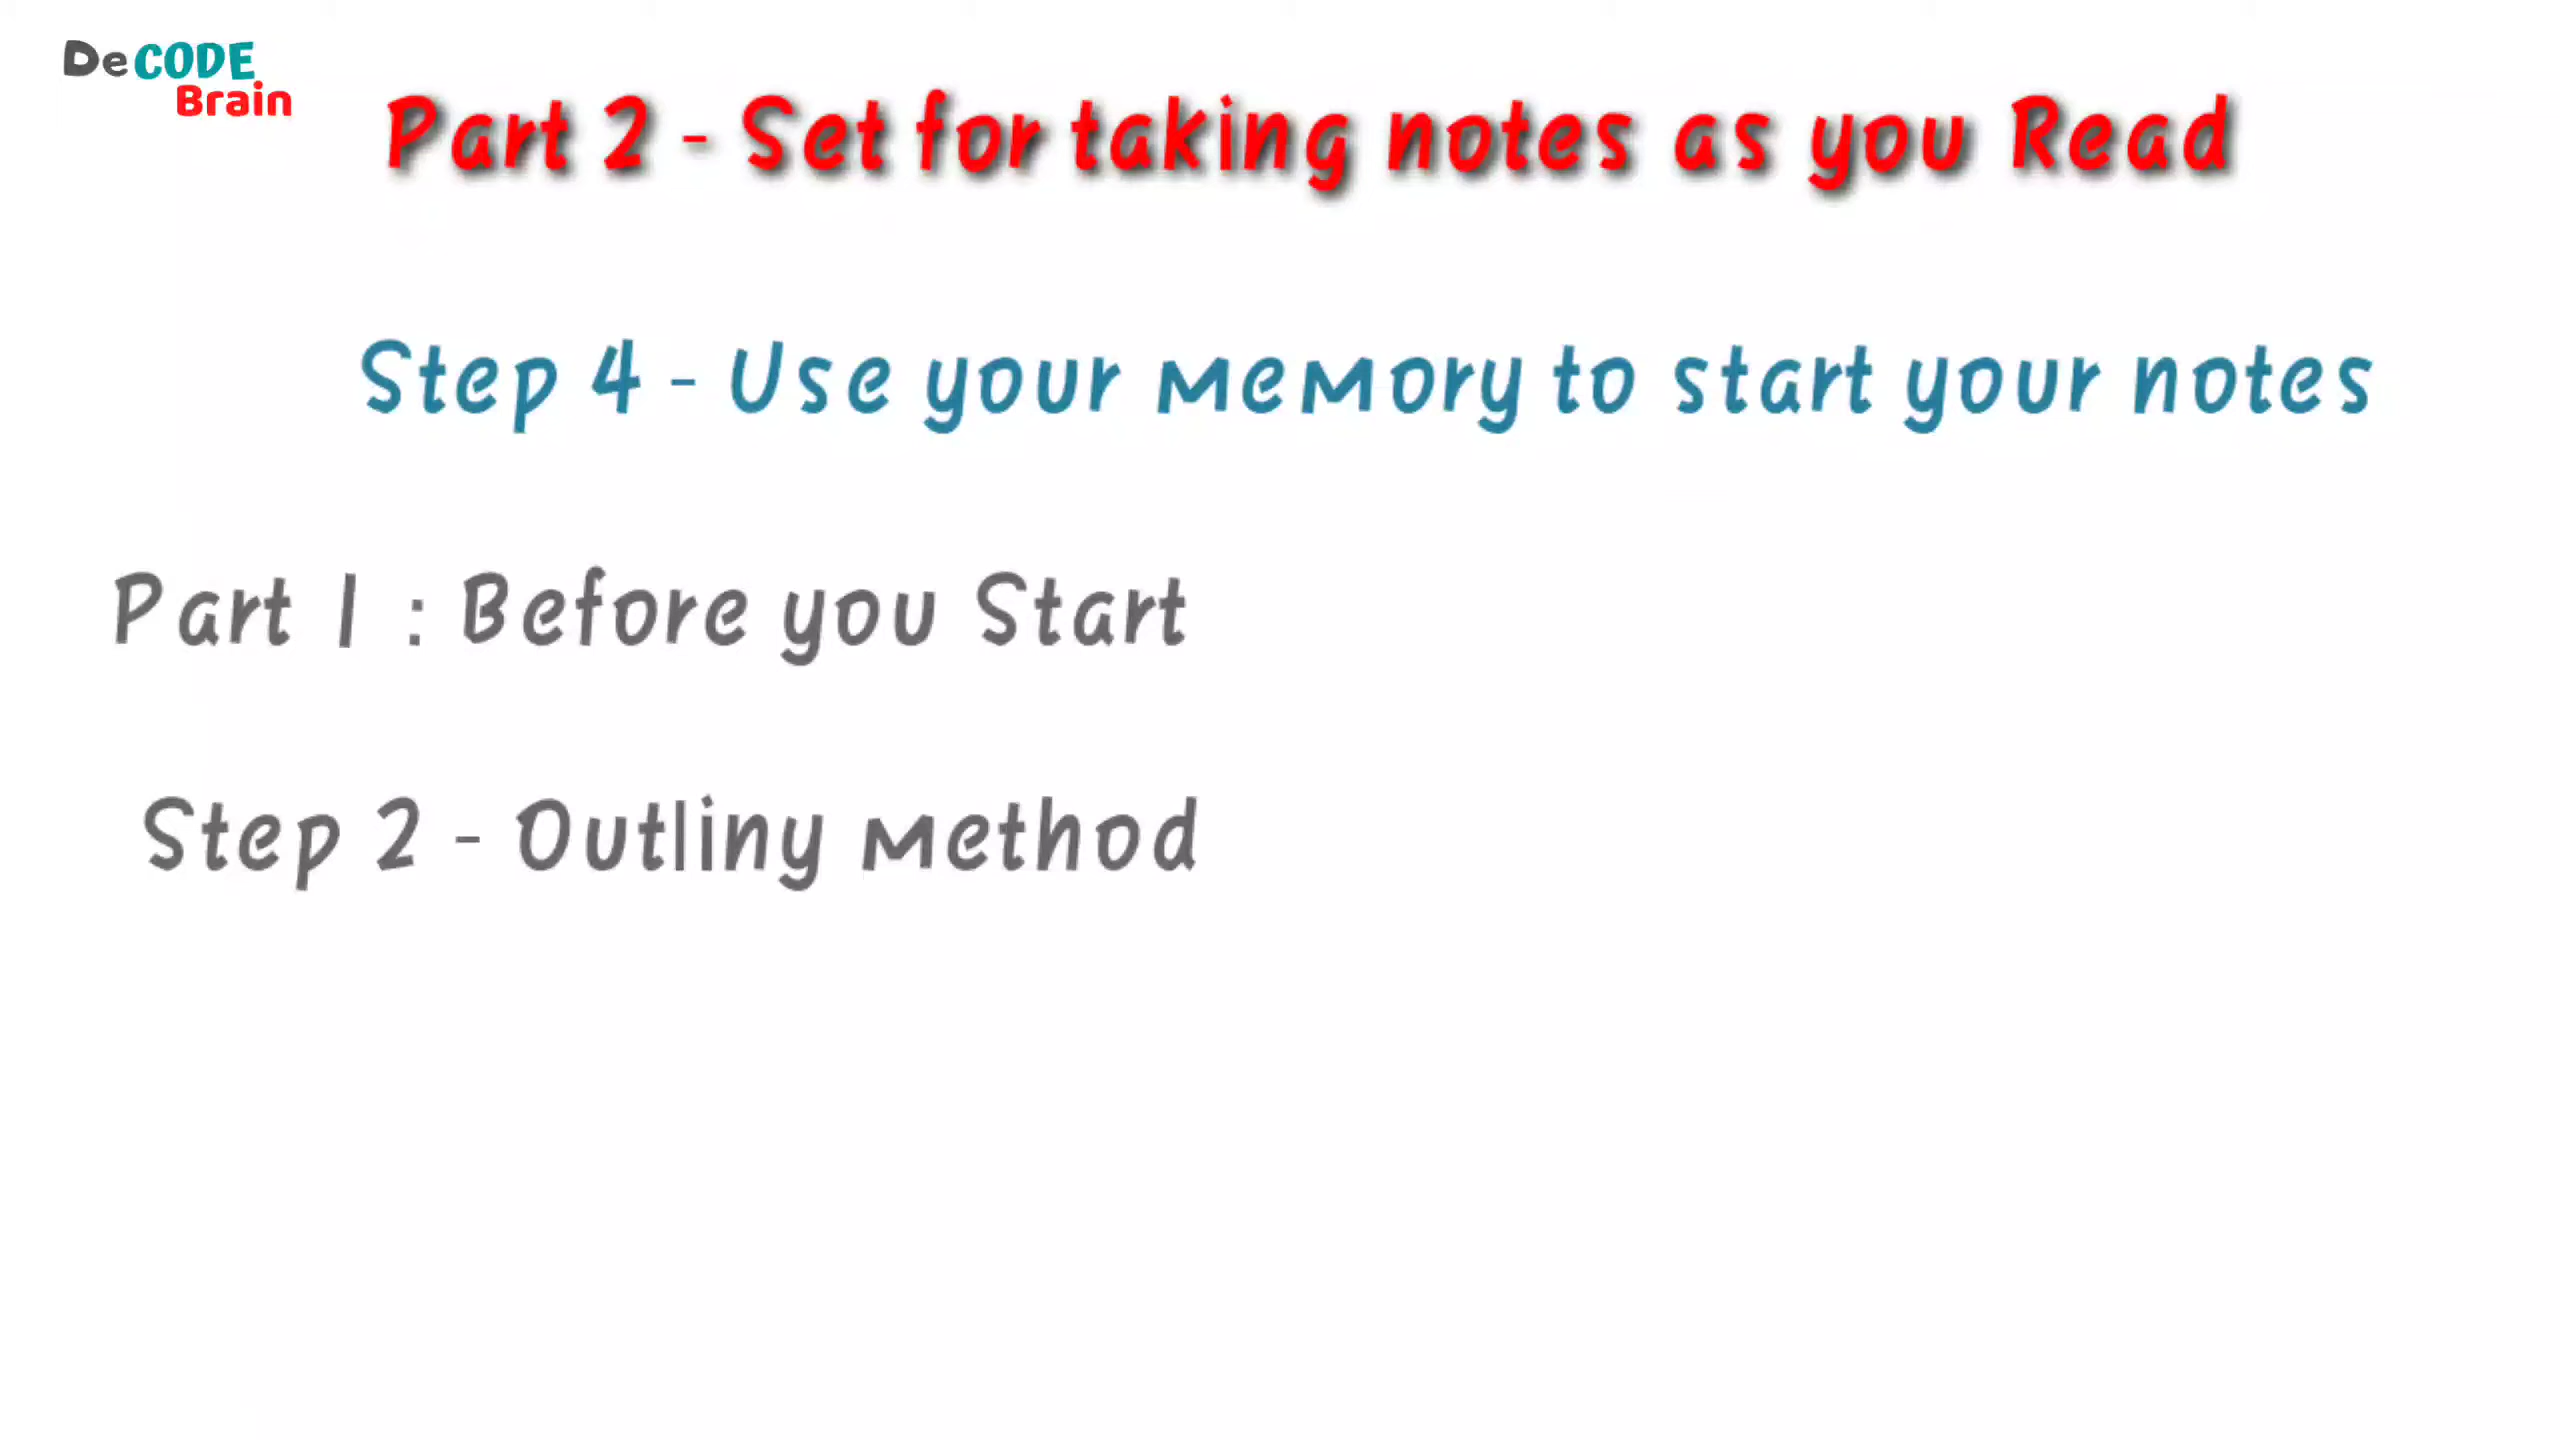 DeCODE
Brain
Part 2 - Set for taking notes as you Read
Step 4 - Use your memory to start your notes
Part 1 : Before you Start
Step 2 - Outliny Method